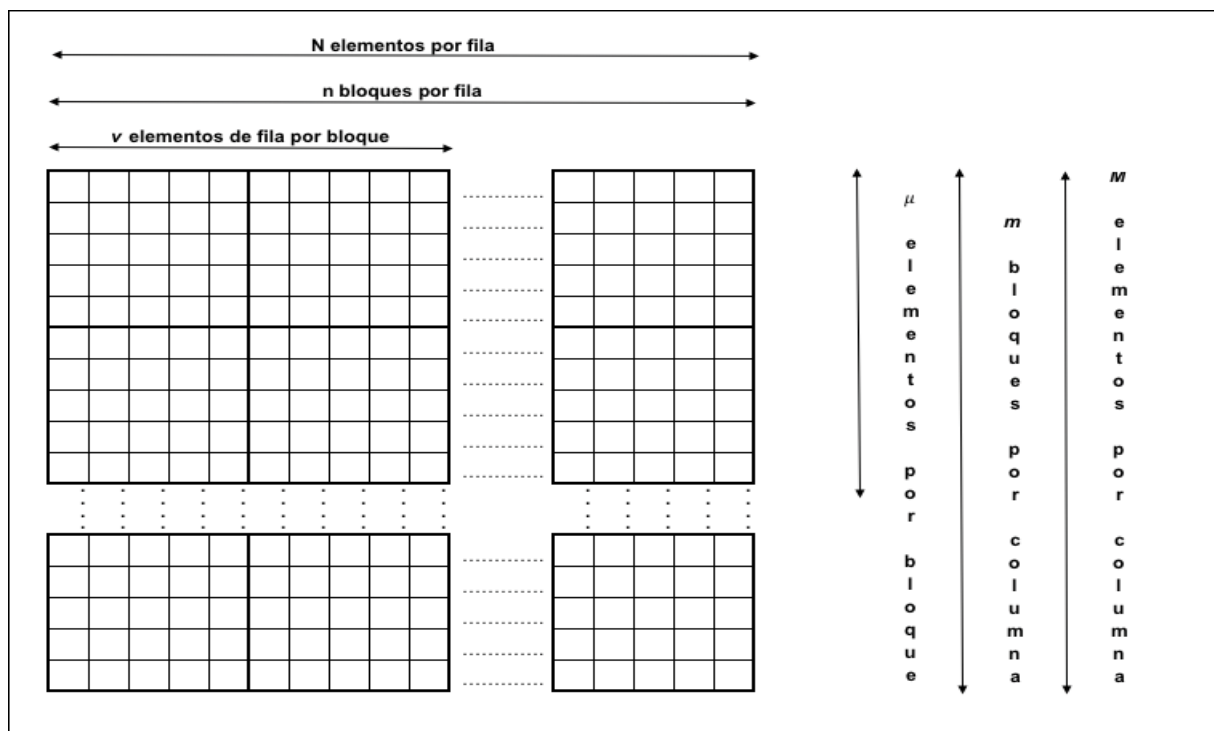 N elementos por fila
n bloques por fila
v elementos de fila por bloque
μ elementos por bloque
m bloques por columna
M elementos por columna